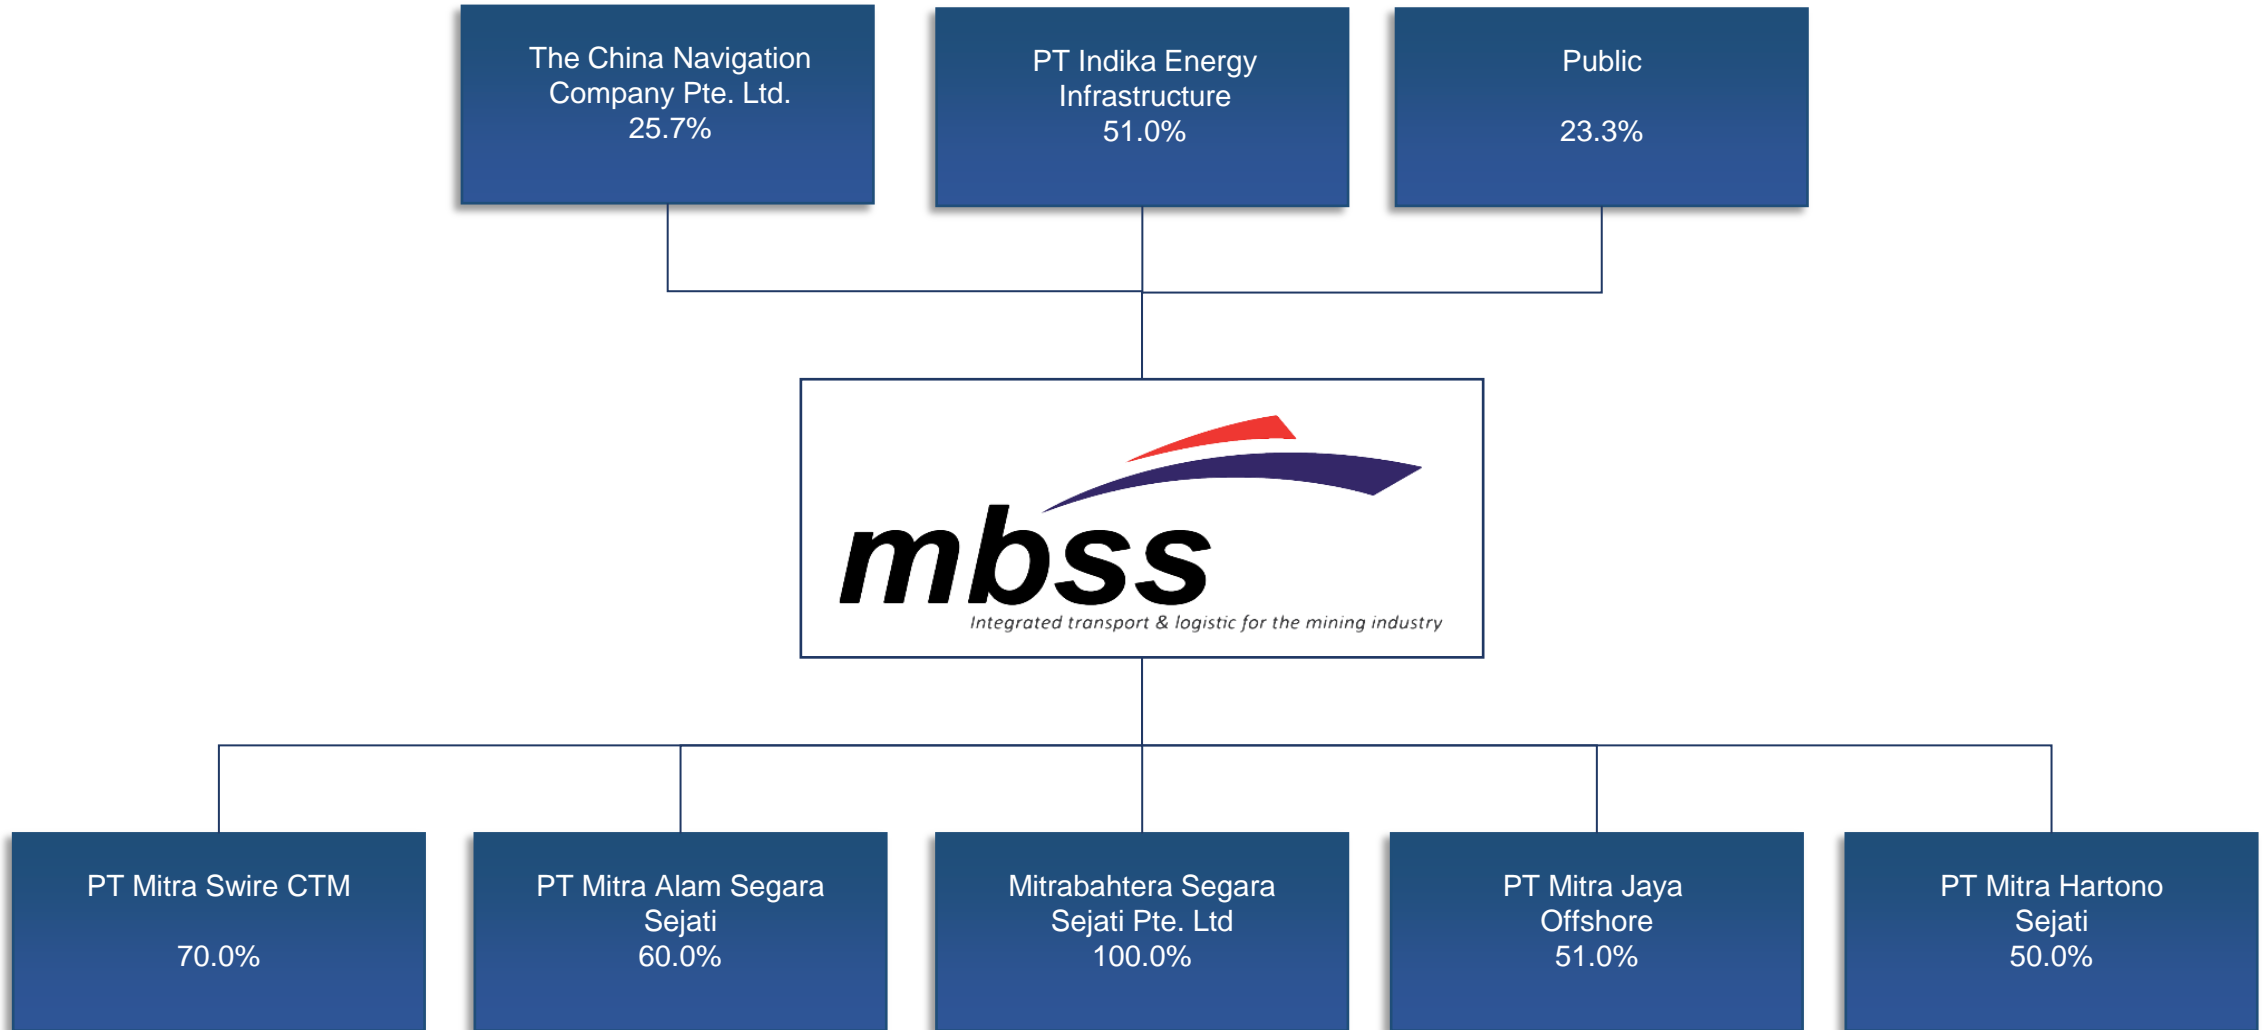 The China Navigation
Company Pte. Ltd.
25.7%
PT Indika Energy
Infrastructure
51.0%
Public
23.3%
mbss
Integrated transport & logistic for the mining industry
PT Mitra Swire CTM
70.0%
PT Mitra Alam Segara
Sejati
60.0%
Mitrabahtera Segara
Sejati Pte. Ltd
100.0%
PT Mitra Jaya
Offshore
51.0%
PT Mitra Hartono
Sejati
50.0%